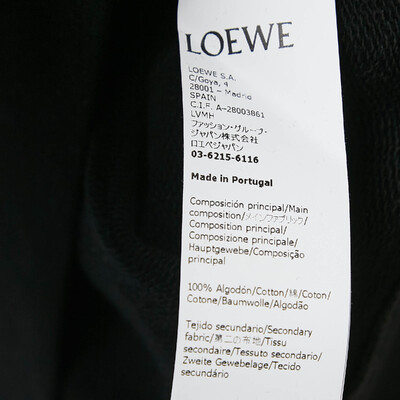 LOEWE
LOEWE S.A.
C/Goya, 4
28001 – Madrid
SPAIN
C.I.F. A-28003861
LVMH
ファッション・グループ・
ジャパン株式会社
ロエベジャパン
03-6215-6116
Made in Portugal
Composición principal/Main
composition/メインファブリック/
Composition principal/
Composizione principale/
Hauptgewebe/Composição
principal
100% Algodón/Cotton/綿/Coton/
Cotone/Baumwolle/Algodão
Tejido secundario/Secondary
fabric/第二の布地/Tissu
secondaire/Tessuto secondario/
Zweite Gewebelage/Tecido
secundário